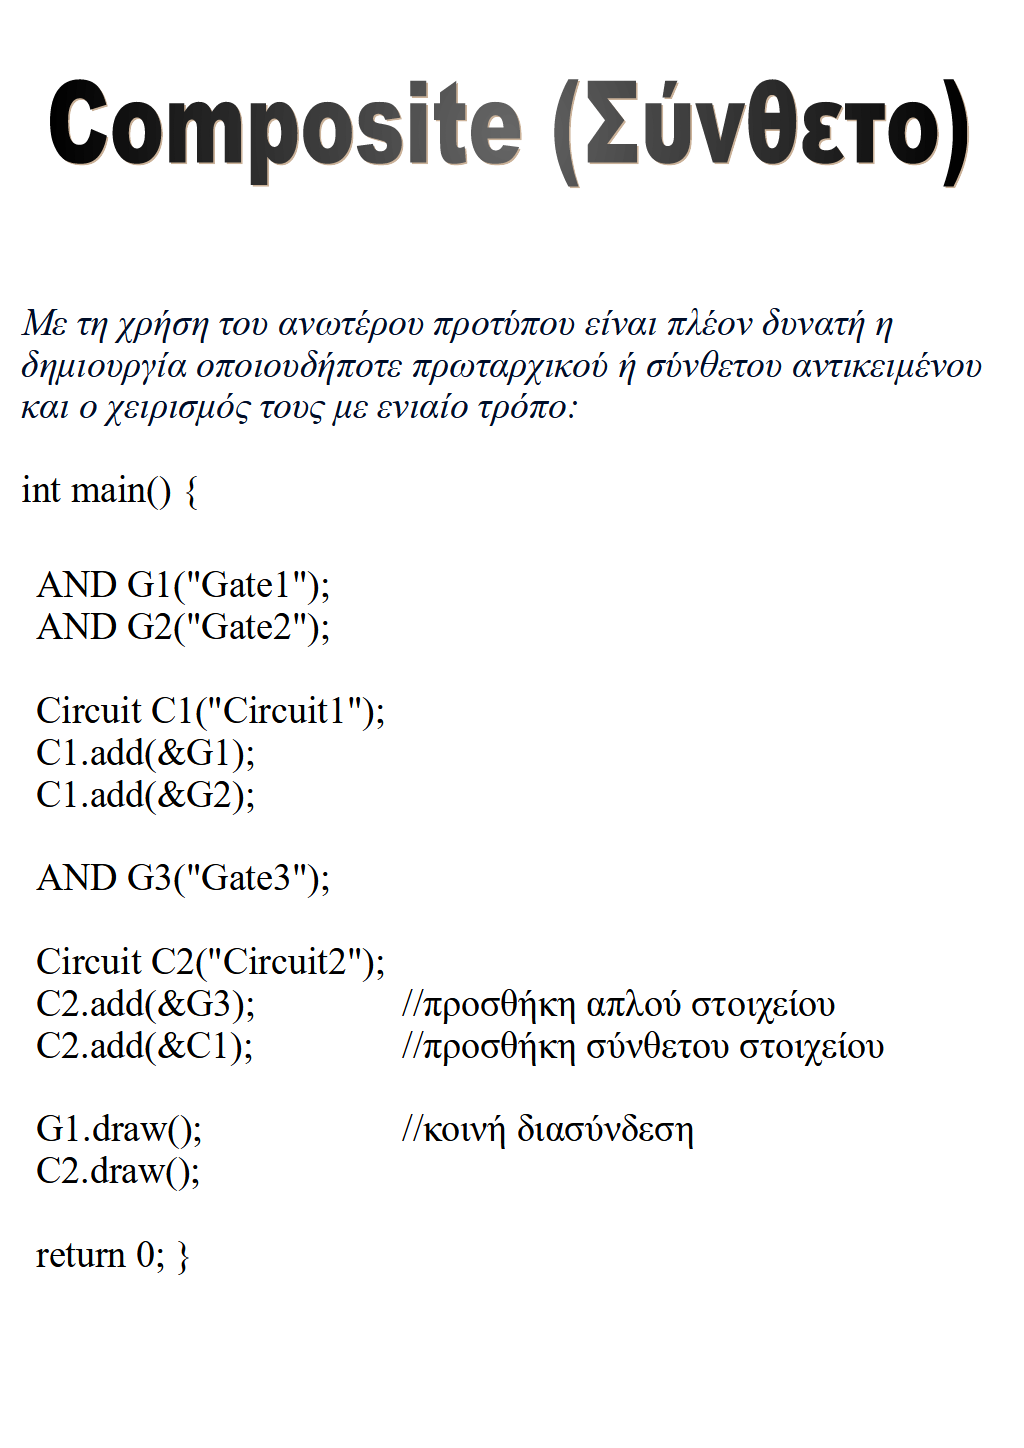 Composite (Σύνθετο)
Με τη χρήση του ανωτέρου προτύπου είναι πλέον δυνατή η
δημιουργία οποιουδήποτε πρωταρχικού ή σύνθετου αντικειμένου
και ο χειρισμός τους με ενιαίο τρόπο:
int main() {
AND G1("Gate1");
AND G2("Gate2");
Circuit C1("Circuit1");
C1.add(&G1);
C1.add(&G2);
AND G3("Gate3");
Circuit C2("Circuit2");
C2.add(&G3); //προσθήκη απλού στοιχείου
C2.add(&C1); //προσθήκη σύνθετου στοιχείου
G1.draw(); //κοινή διασύνδεση
C2.draw();
return 0; }